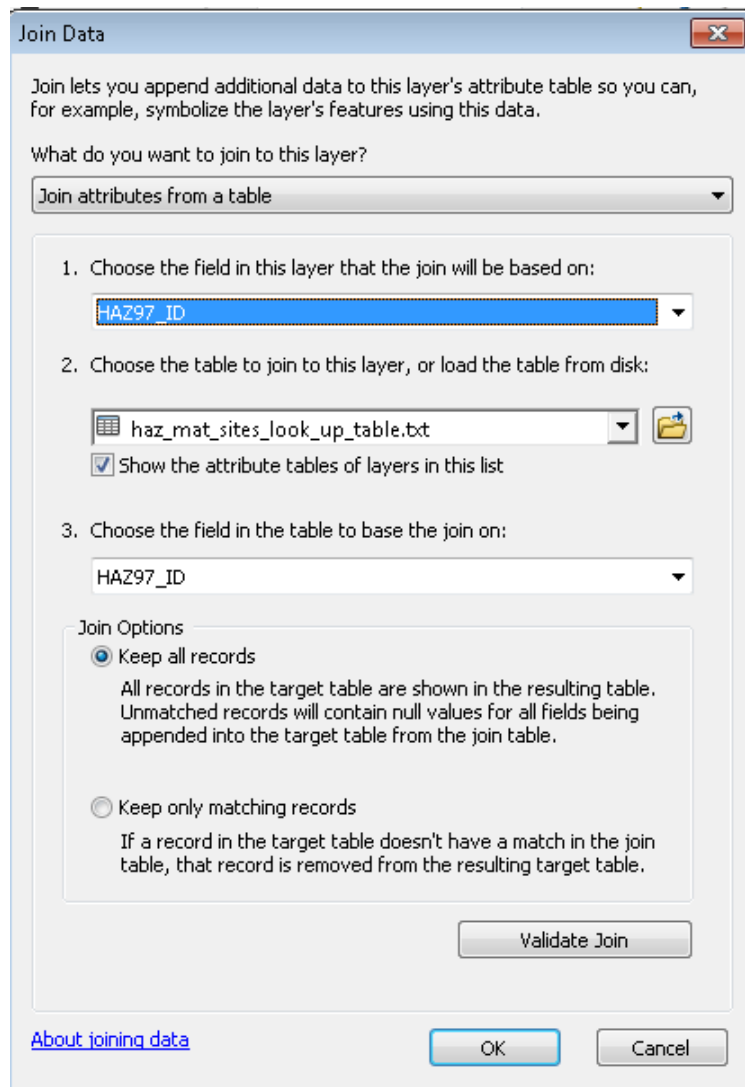 Join Data
Join lets you append additional data to this layer's attribute table so you can,
for example, symbolize the layer's features using this data.
What do you want to join to this layer?
Join attributes from a table
1. Choose the field in this layer that the join will be based on:
HAZ97_ID
2. Choose the table to join to this layer, or load the table from disk:
haz_mat_sites_look_up_table.txt
Show the attribute tables of layers in this list
3. Choose the field in the table to base the join on:
HAZ97_ID
Join Options
Keep all records
All records in the target table are shown in the resulting table.
Unmatched records will contain null values for all fields being
appended into the target table from the join table.
Keep only matching records
If a record in the target table doesn't have a match in the join
table, that record is removed from the resulting target table.
Validate Join
About joining data
OK
Cancel